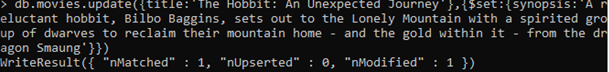 > db.movies.update({title:'The Hobbit: An Unexpected Journey'},{$set:{synopsis:'A r
eluctant hobbit, Bilbo Baggins, sets out to the Lonely Mountain with a spirited gro
up of dwarves to reclaim their mountain home - and the gold within it - from the dr
agon Smaung'}})
WriteResult({ "nMatched" : 1, "nUpserted" : 0, "nModified" : 1 })